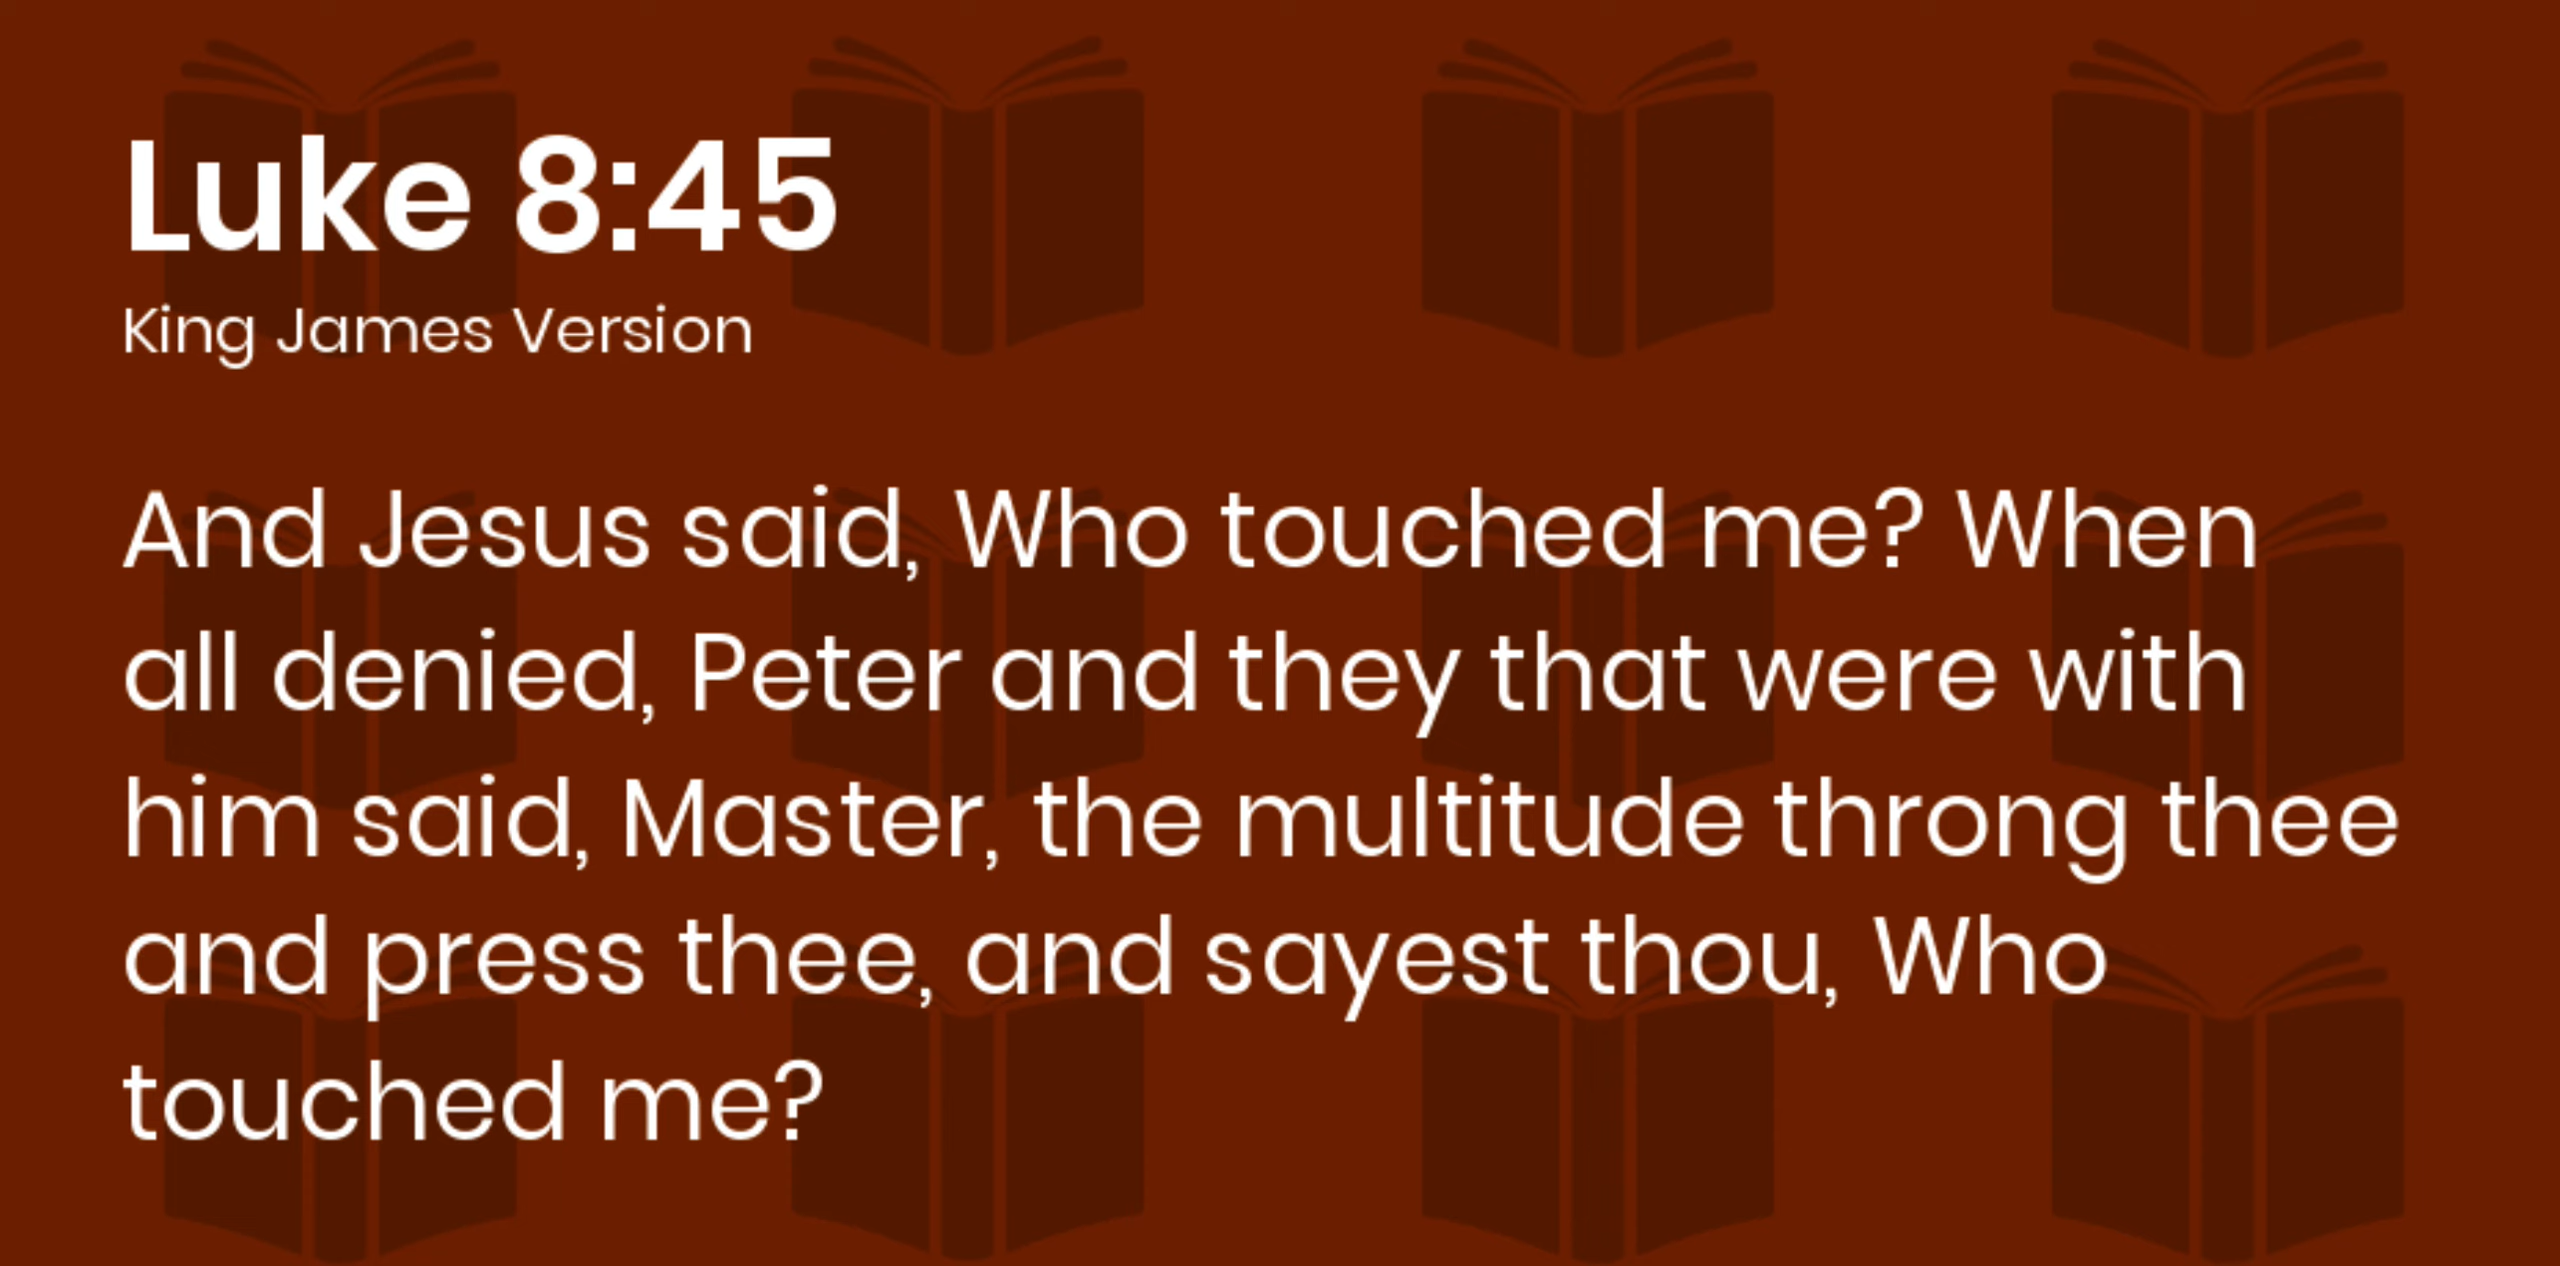 Luke 8:45
King James Version
And Jesus said, Who touched me? When
all denied, Peter and they that were with
him said, Master, the multitude throng thee
and press thee, and sayest thou, Who
touched me?